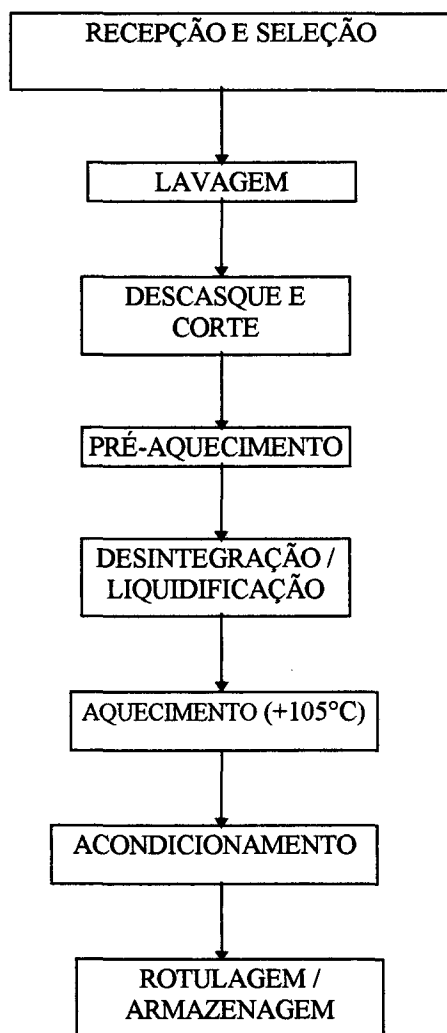 RECEPÇÃO E SELEÇÃO
LAVAGEM
DESCASQUE E
CORTE
PRÉ-AQUECIMENTO
DESINTEGRAÇÃO /
LIQUIDIFICAÇÃO
AQUECIMENTO (+105°C)
ACONDICIONAMENTO
ROTULAGEM /
ARMAZENAGEM